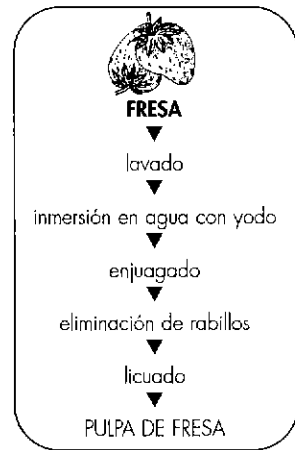 FRESA
lavado
inmersión en agua con yodo
enjuagado
eliminación de rabillos
licuado
PULPA DE FRESA